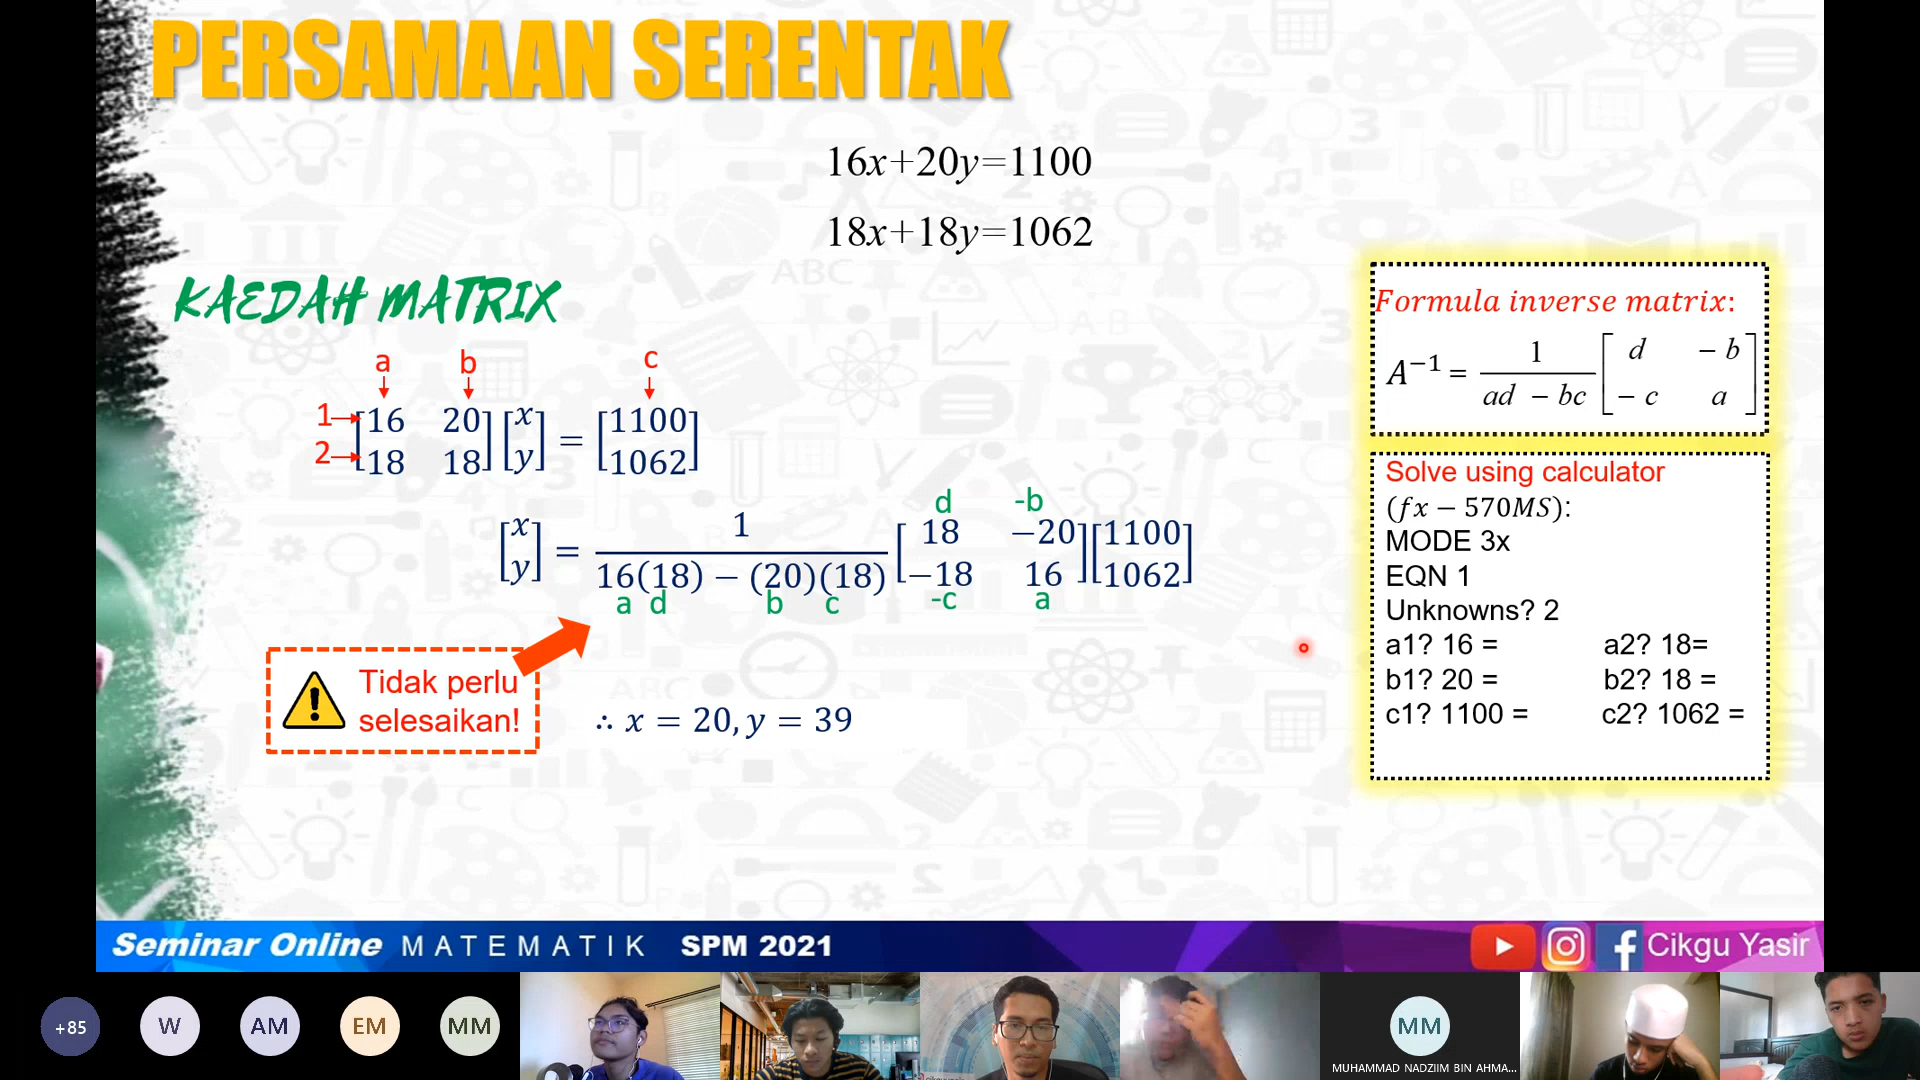 PERSAMAAN SERENTAK
16x+20y=1100
18x+18y=1062
KAEDAH MATRIX
a b c
1 [16 20] [x] = [1100]
2 [18 18] [y] [1062]
d -b
[x y] = 1 / 16(18) − (20)(18) [18 −20] [1100]
[−18 16] [1062]
a d b c -c a
Tidak perlu
selesaikan!
∴ x = 20, y = 39
Formula inverse matrix:
A⁻¹ = 1 / ad − bc [d − b]
[− c a]
Solve using calculator
(fx − 570MS):
MODE 3x
EQN 1
Unknowns? 2
a1? 16 = a2? 18=
b1? 20 = b2? 18 =
c1? 1100 = c2? 1062 =
Seminar Online MATEMATIK SPM 2021
Cikgu Yasir
+85 W AM EM MM MM
MUHAMMAD NADZIIM BIN AHMA...